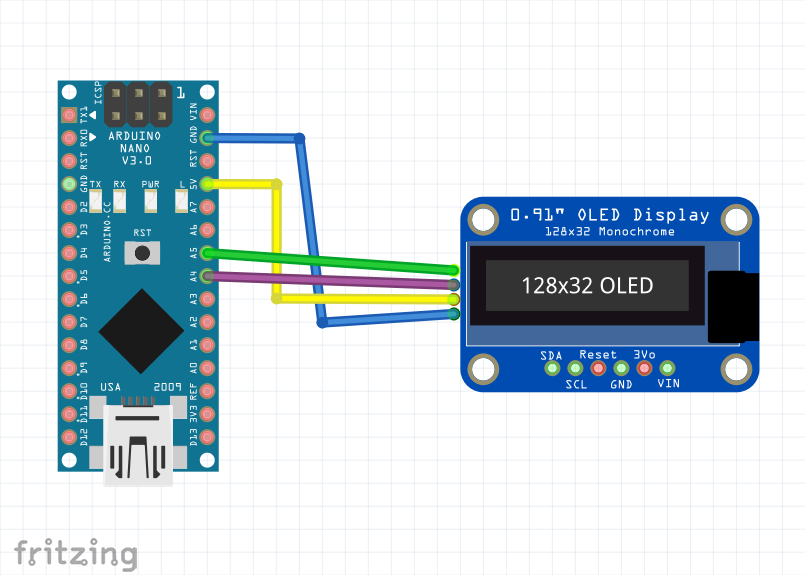 ICSP
1
TX1
RX0
RST
GND
D2
D3
D4
D5
D6
D7
D8
D9
D10
D11
D12
VIN
GND
RST
5V
A7
A6
A5
A4
A3
A2
A1
A0
REF
3V3
D13
ARDUINO
NANO
V3.0
TX RX PWR L
ARDUINO.CC
RST
USA 2009
0.91" OLED Display
128x32 Monochrome
128x32 OLED
SDA Reset 3Vo
SCL GND VIN
fritzing